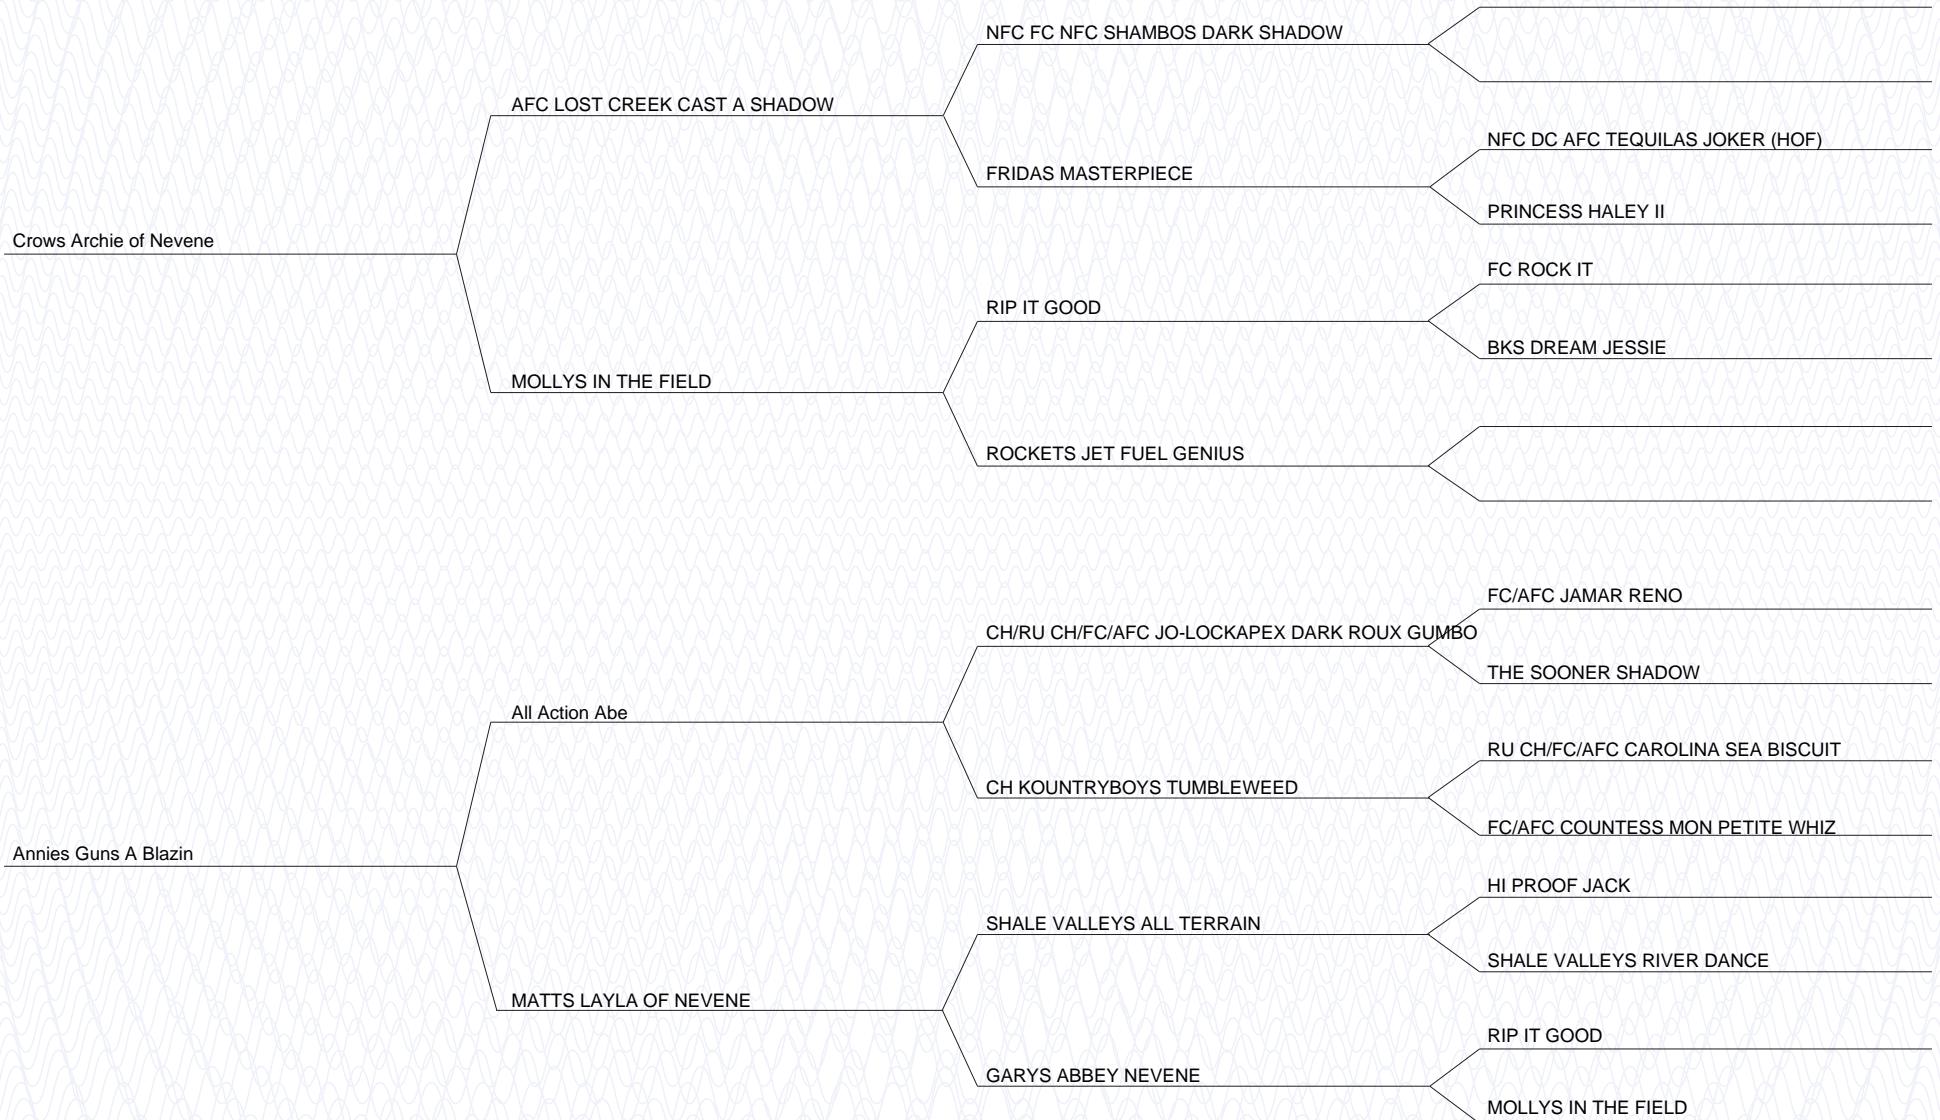 NFC FC NFC SHAMBOS DARK SHADOW
AFC LOST CREEK CAST A SHADOW
NFC DC AFC TEQUILAS JOKER (HOF)
FRIDAS MASTERPIECE
PRINCESS HALEY II
Crows Archie of Nevene
FC ROCK IT
RIP IT GOOD
BKS DREAM JESSIE
MOLLYS IN THE FIELD
ROCKETS JET FUEL GENIUS
FC/AFC JAMAR RENO
CH/RU CH/FC/AFC JO-LOCKAPEX DARK ROUX GUMBO
THE SOONER SHADOW
All Action Abe
RU CH/FC/AFC CAROLINA SEA BISCUIT
CH KOUNTRYBOYS TUMBLEWEED
FC/AFC COUNTESS MON PETITE WHIZ
Annies Guns A Blazin
HI PROOF JACK
SHALE VALLEYS ALL TERRAIN
SHALE VALLEYS RIVER DANCE
MATTS LAYLA OF NEVENE
RIP IT GOOD
GARYS ABBEY NEVENE
MOLLYS IN THE FIELD